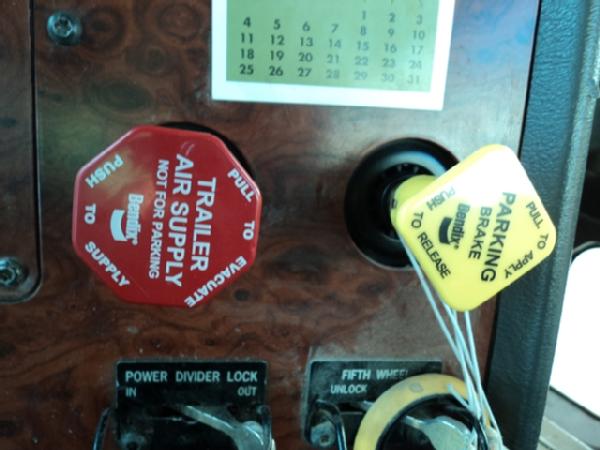 1 2 3
4 5 6 7 8 9 10
11 12 13 14 15 16 17
18 19 20 21 22 23 24
25 26 27 28 29 30 31
PULL TO EVACUATE
TRAILER
AIR SUPPLY
NOT FOR PARKING
Bendix
PUSH TO SUPPLY
PULL TO APPLY
PARKING
BRAKE
Bendix
PUSH TO RELEASE
POWER DIVIDER LOCK
IN OUT
FIFTH WHEEL
UNLOCK